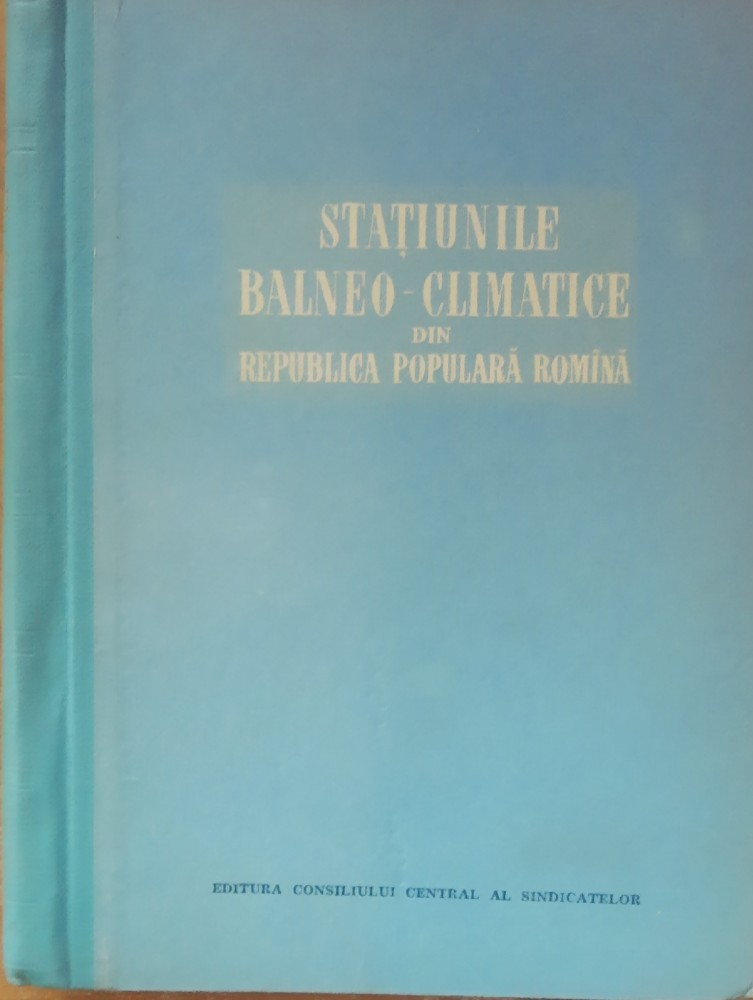 STAȚIUNILE
BALNEO-CLIMATICE
DIN
REPUBLICA POPULARĂ ROMÎNĂ
EDITURA CONSILIULUI CENTRAL AL SINDICATELOR